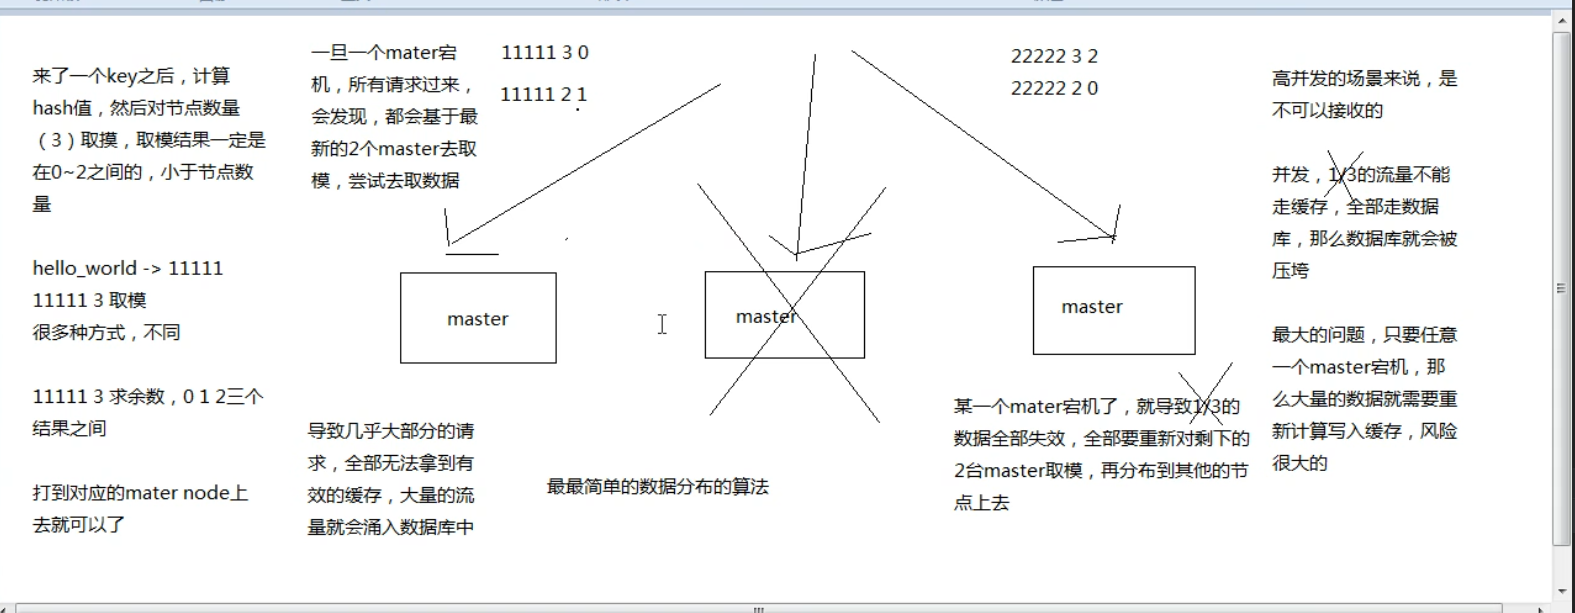 来了一个key之后，计算
hash值，然后对节点数量
（3）取摸，取模结果一定是
在0~2之间的，小于节点数
量
hello_world -> 11111
11111 3 取模
很多种方式，不同
11111 3 求余数，0 1 2三个
结果之间
打到对应的mater node上
去就可以了
一旦一个mater宕
机，所有请求过来，
会发现，都会基于最
新的2个master去取
模，尝试去取数据
11111 3 0
11111 2 1
导致几乎大部分的请
求，全部无法拿到有
效的缓存，大量的流
量就会涌入数据库中
master
master
master
最最简单的数据分布的算法
22222 3 2
22222 2 0
某一个mater宕机了，就导致1/3的
数据全部失效，全部要重新对剩下的
2台master取模，再分布到其他的节
点上去
高并发的场景来说，是
不可以接收的
并发，1/3的流量不能
走缓存，全部走数据
库，那么数据库就会被
压垮
最大的问题，只要任意
一个master宕机，那
么大量的数据就需要重
新计算写入缓存，风险
很大的